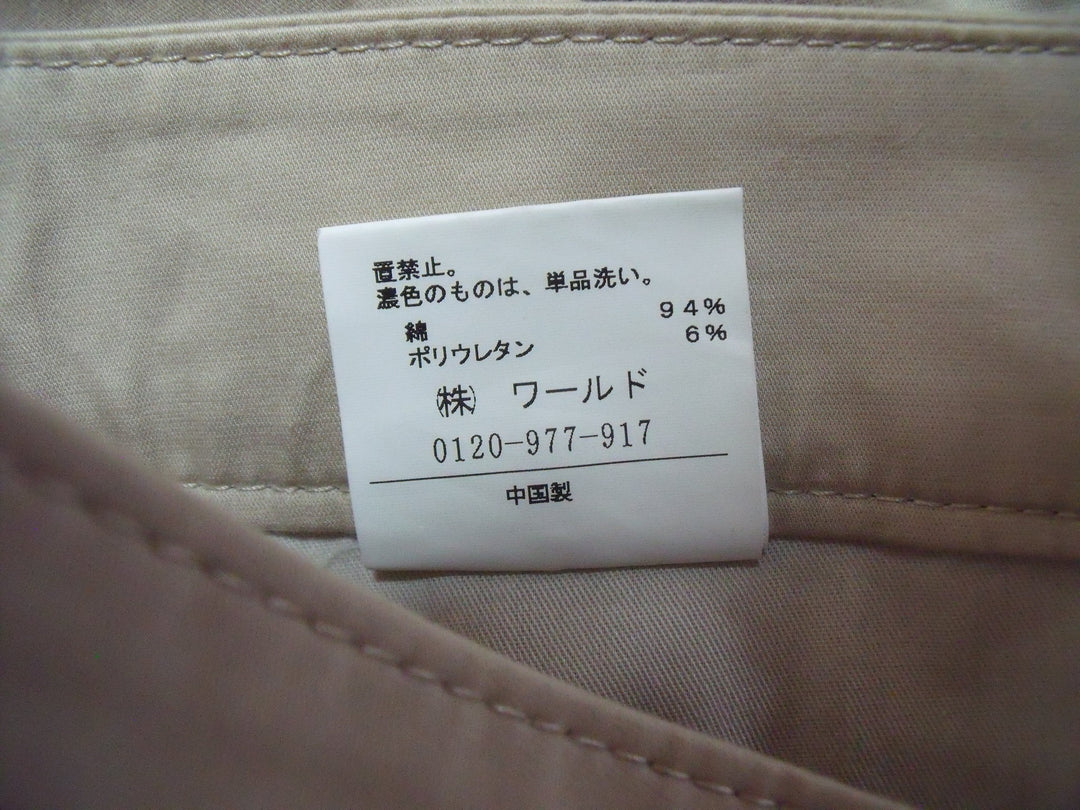 置禁止。
濃色のものは、単品洗い。
綿 94%
ポリウレタン 6%
㈱ ワールド
0120-977-917
中国製